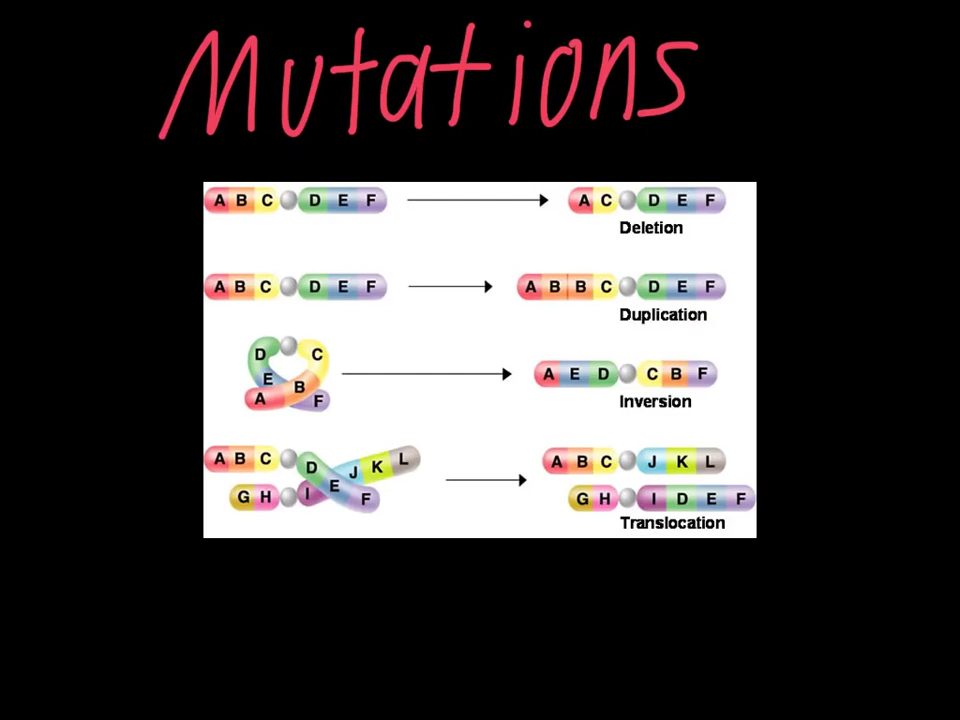 Mutations
A B C D E F A C D E F
Deletion
A B C D E F A B B C D E F
Duplication
D C E B A F A E D C B F
Inversion
A B C D E F J K L A B C J K L
G H I G H I D E F
Translocation